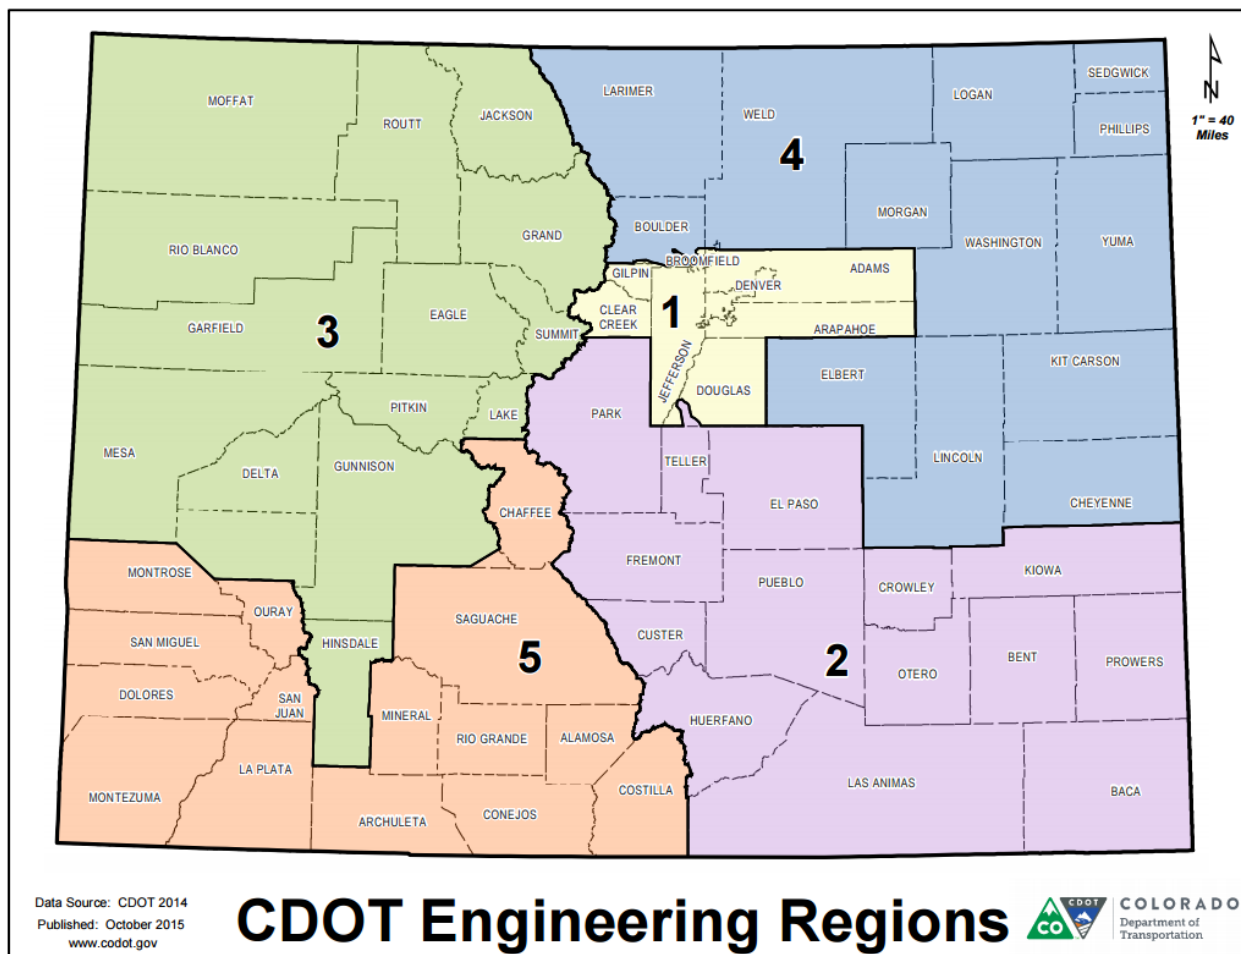 MOFFAT
ROUTT
JACKSON
LARIMER
WELD
LOGAN
SEDGWICK
PHILLIPS
N
1" = 40
Miles
4
RIO BLANCO
GRAND
BOULDER
MORGAN
WASHINGTON
YUMA
BROOMFIELD
GILPIN
ADAMS
DENVER
CLEAR
CREEK
1
ARAPAHOE
GARFIELD
3
EAGLE
SUMMIT
JEFFERSON
DOUGLAS
ELBERT
KIT CARSON
MESA
PITKIN
LAKE
PARK
DELTA
GUNNISON
TELLER
LINCOLN
CHAFFEE
EL PASO
CHEYENNE
MONTROSE
OURAY
FREMONT
PUEBLO
CROWLEY
KIOWA
SAN MIGUEL
HINSDALE
SAGUACHE
5
CUSTER
2
OTERO
BENT
PROWERS
DOLORES
SAN
JUAN
MINERAL
RIO GRANDE
ALAMOSA
HUERFANO
LA PLATA
MONTEZUMA
ARCHULETA
CONEJOS
COSTILLA
LAS ANIMAS
BACA
Data Source: CDOT 2014
Published: October 2015
www.codot.gov
CDOT Engineering Regions
CO
CDOT
COLORADO
Department of
Transportation